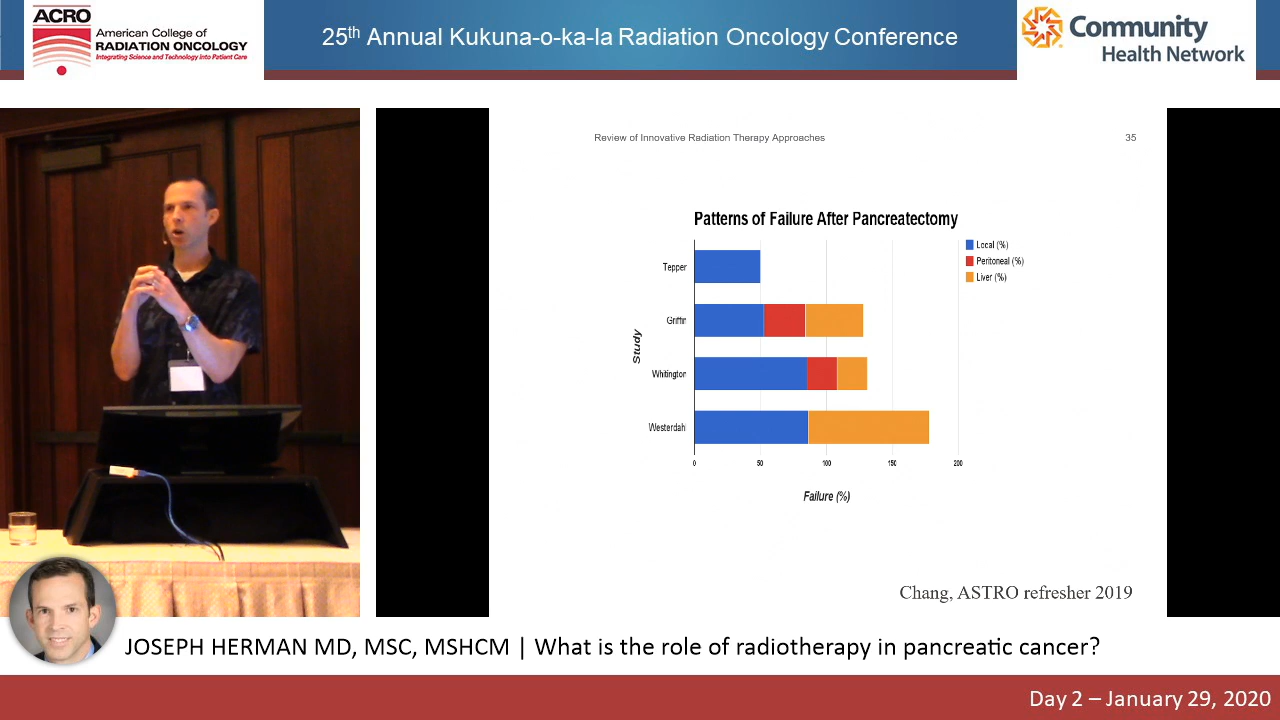 ACRO
American College of
RADIATION ONCOLOGY
Integrating Science and Technology into Patient Care
25th Annual Kukuna-o-ka-la Radiation Oncology Conference
Community
Health Network
Review of Innovative Radiation Therapy Approaches
35
Patterns of Failure After Pancreatectomy
Local (%)
Peritoneal (%)
Liver (%)
Study
Tepper
Griffin
Whitington
Westerdah
0 50 100 150 200
Failure (%)
Chang, ASTRO refresher 2019
JOSEPH HERMAN MD, MSC, MSHCM | What is the role of radiotherapy in pancreatic cancer?
Day 2 – January 29, 2020